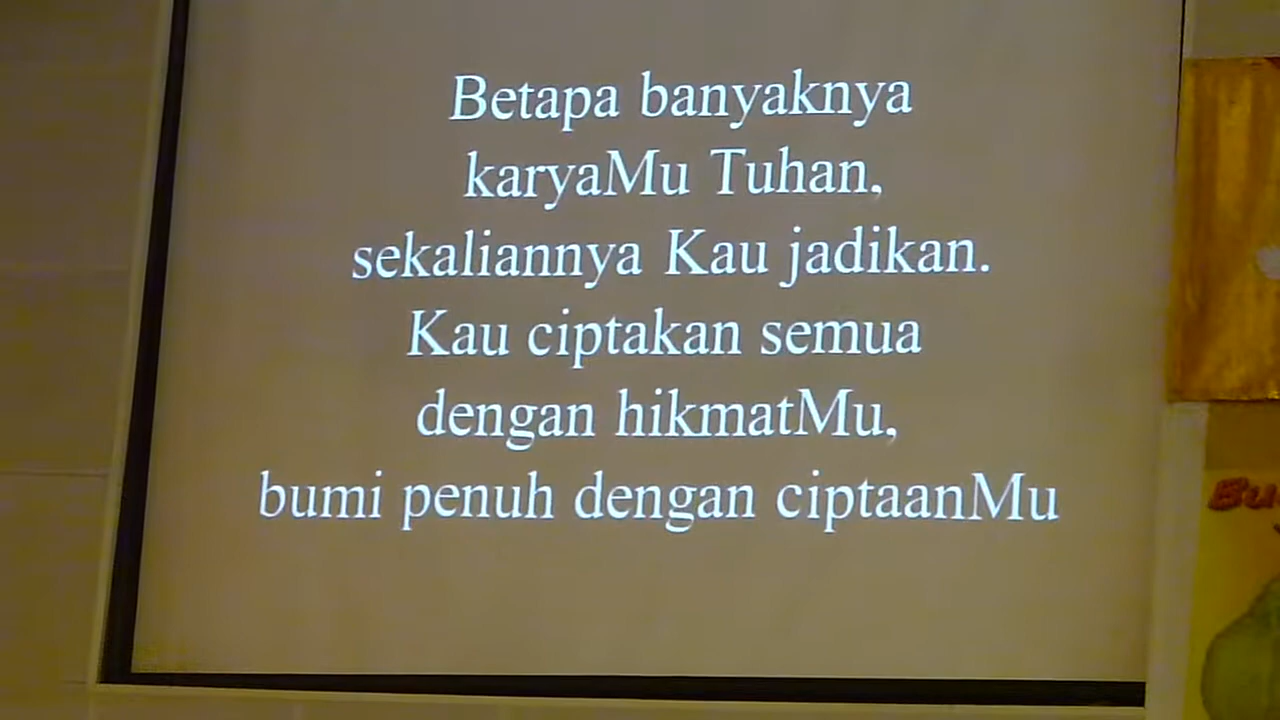 Betapa banyaknya
karyaMu Tuhan,
sekaliannya Kau jadikan.
Kau ciptakan semua
dengan hikmatMu,
bumi penuh dengan ciptaanMu